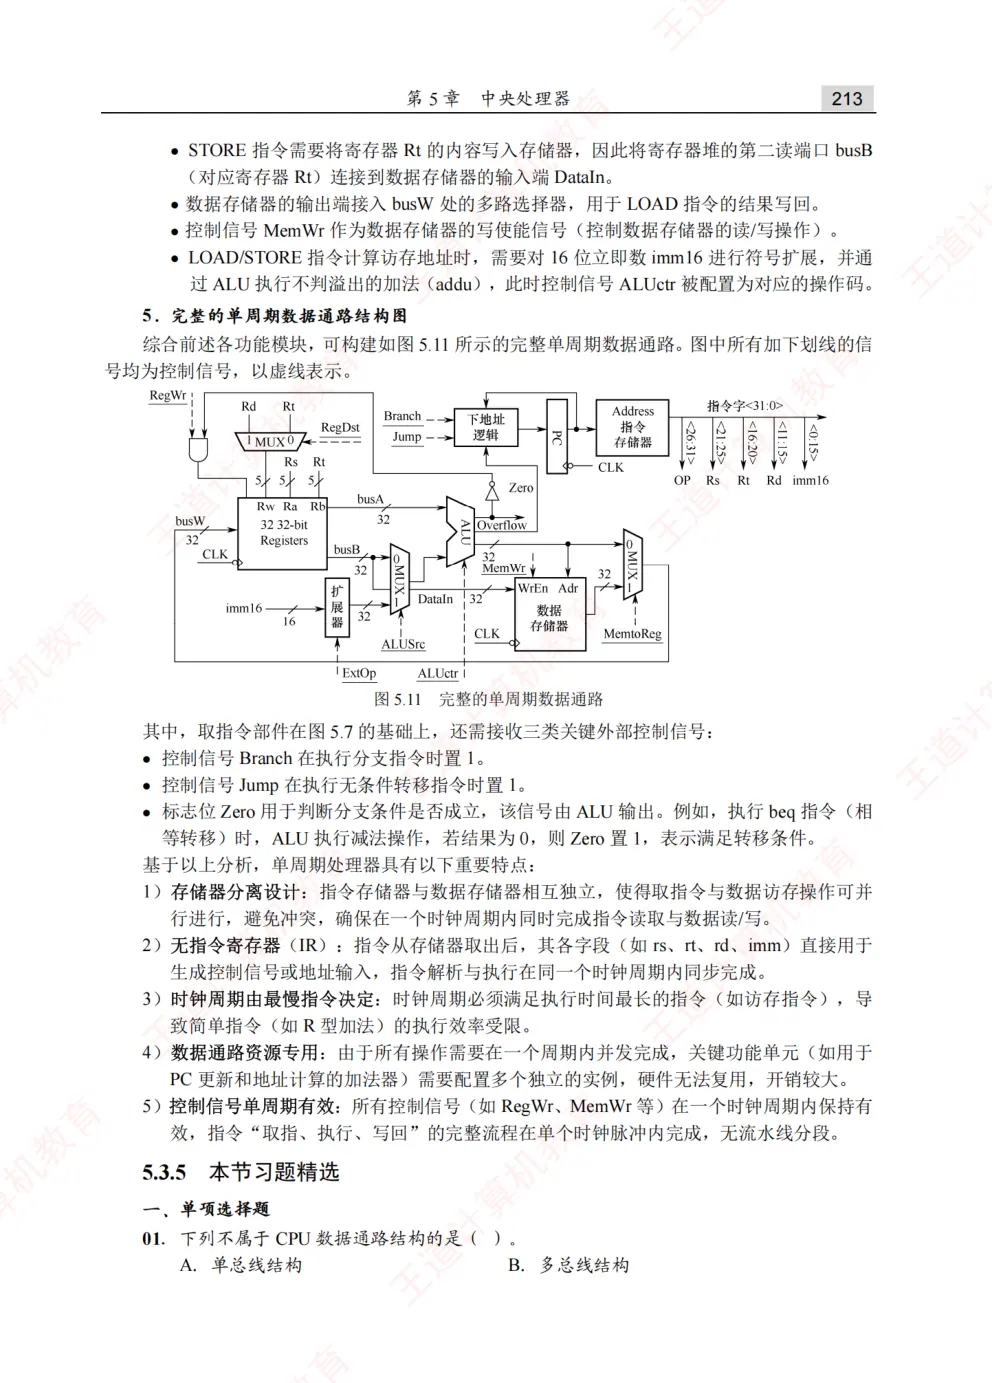 第 5 章 中央处理器 213
● STORE 指令需要将寄存器 Rt 的内容写入存储器，因此将寄存器堆的第二读端口 busB
（对应寄存器 Rt）连接到数据存储器的输入端 DataIn。
● 数据存储器的输出端接入 busW 处的多路选择器，用于 LOAD 指令的结果写回。
● 控制信号 MemWr 作为数据存储器的写使能信号（控制数据存储器的读/写操作）。
● LOAD/STORE 指令计算访存地址时，需要对 16 位立即数 imm16 进行符号扩展，并通
过 ALU 执行不判溢出的加法（addu），此时控制信号 ALUctr 被配置为对应的操作码。
5．完整的单周期数据通路结构图
综合前述各功能模块，可构建如图 5.11 所示的完整单周期数据通路。图中所有加下划线的信
号均为控制信号，以虚线表示。
RegWr
Rd Rt
1 MUX 0
RegDst
Rs Rt
5 5 5
Rw Ra Rb
32 32-bit
Registers
busW
32
CLK
busA
32
busB
32
imm16
16
扩展器
32
ExtOp
0 MUX 1
ALUSrc
ALU
ALUctr
Zero
Overflow
32
MemWr
DataIn 32
WrEn Adr
数据
存储器
CLK
32
0 MUX 1
MemtoReg
Branch
Jump
下地址
逻辑
PC
CLK
Address
指令
存储器
指令字<31:0>
<26:31> <21:25> <16:20> <11:15> <0:15>
OP Rs Rt Rd imm16
图 5.11 完整的单周期数据通路
其中，取指令部件在图 5.7 的基础上，还需接收三类关键外部控制信号：
● 控制信号 Branch 在执行分支指令时置 1。
● 控制信号 Jump 在执行无条件转移指令时置 1。
● 标志位 Zero 用于判断分支条件是否成立，该信号由 ALU 输出。例如，执行 beq 指令（相
等转移）时，ALU 执行减法操作，若结果为 0，则 Zero 置 1，表示满足转移条件。
基于以上分析，单周期处理器具有以下重要特点：
1）存储器分离设计：指令存储器与数据存储器相互独立，使得取指令与数据访存操作可并
行进行，避免冲突，确保在一个时钟周期内同时完成指令读取与数据读/写。
2）无指令寄存器（IR）：指令从存储器取出后，其各字段（如 rs、rt、rd、imm）直接用于
生成控制信号或地址输入，指令解析与执行在同一个时钟周期内同步完成。
3）时钟周期由最慢指令决定：时钟周期必须满足执行时间最长的指令（如访存指令），导
致简单指令（如 R 型加法）的执行效率受限。
4）数据通路资源专用：由于所有操作需要在一个周期内并发完成，关键功能单元（如用于
PC 更新和地址计算的加法器）需要配置多个独立的实例，硬件无法复用，开销较大。
5）控制信号单周期有效：所有控制信号（如 RegWr、MemWr 等）在一个时钟周期内保持有
效，指令“取指、执行、写回”的完整流程在单个时钟脉冲内完成，无流水线分段。
5.3.5 本节习题精选
一、单项选择题
01. 下列不属于 CPU 数据通路结构的是（ ）。
A. 单总线结构 B. 多总线结构